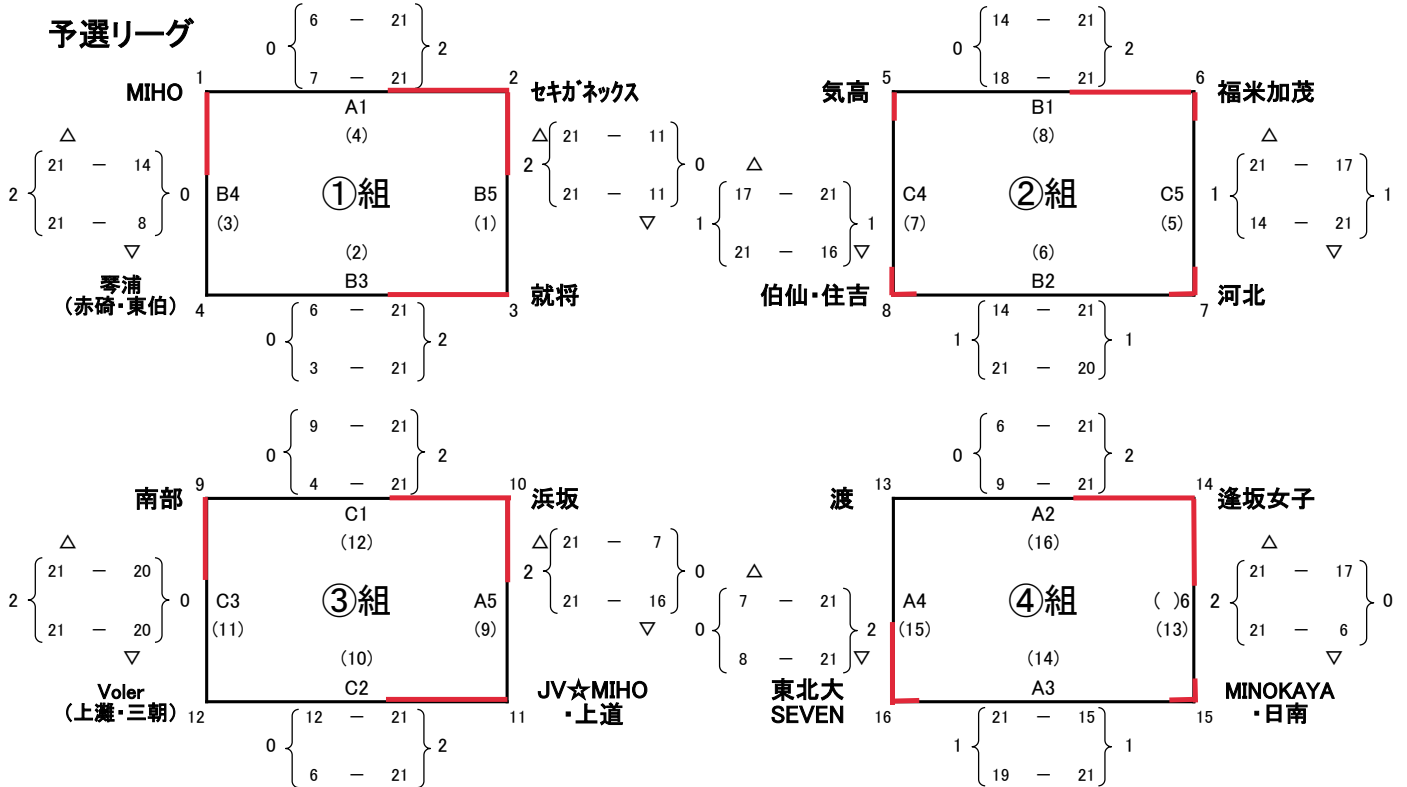 予選リーグ
6 － 21
0 2
7 － 21
1 2
MIHO セキガネックス
A1
(4)
△
21 － 14
2 0
21 － 8
▽
B4
(3)
①組
B5
(1)
△
21 － 11
2 0
21 － 11
▽
(2)
B3
琴浦
（赤碕・東伯）
就将
4 3
6 － 21
0 2
3 － 21
14 － 21
0 2
18 － 21
5 6
気高 福米加茂
B1
(8)
△
17 － 21
1 1
21 － 16
▽
C4
(7)
②組
C5
(5)
△
21 － 17
1 1
14 － 21
▽
(6)
B2
伯仙・住吉 河北
8 7
14 － 21
1 1
21 － 20
9 － 21
0 2
4 － 21
9 10
南部 浜坂
C1
(12)
△
21 － 20
2 0
21 － 20
▽
C3
(11)
③組
A5
(9)
△
21 － 7
2 0
21 － 16
▽
(10)
C2
Voler
（上灘・三朝）
JV☆MIHO
・上道
12 11
12 － 21
0 2
6 － 21
6 － 21
0 2
9 － 21
13 14
渡 逢坂女子
A2
(16)
△
7 － 21
0 2
8 － 21
▽
A4
(15)
④組
( )6
(13)
△
21 － 17
2 0
21 － 6
▽
(14)
A3
東北大
SEVEN
MINOKAYA
・日南
16 15
21 － 15
1 1
19 － 21